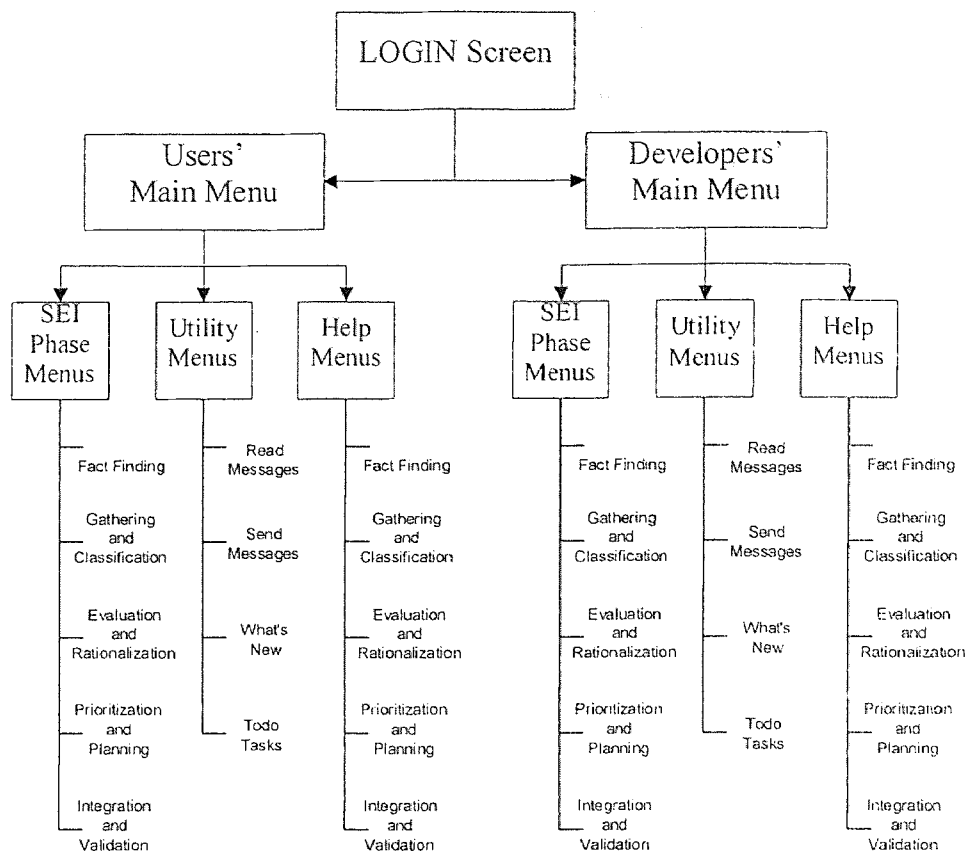 LOGIN Screen
Users'
Main Menu
Developers'
Main Menu
SEI
Phase
Menus
Utility
Menus
Help
Menus
SEI
Phase
Menus
Utility
Menus
Help
Menus
Fact Finding
Gathering
and
Classification
Evaluation
and
Rationalization
Prioritization
and
Planning
Integration
and
Validation
Read
Messages
Send
Messages
What's
New
Todo
Tasks
Fact Finding
Gathering
and
Classification
Evaluation
and
Rationalization
Prioritization
and
Planning
Integration
and
Validation
Fact Finding
Gathering
and
Classification
Evaluation
and
Rationalization
Prioritization
and
Planning
Integration
and
Validation
Read
Messages
Send
Messages
What's
New
Todo
Tasks
Fact Finding
Gathering
and
Classification
Evaluation
and
Rationalization
Prioritization
and
Planning
Integration
and
Validation